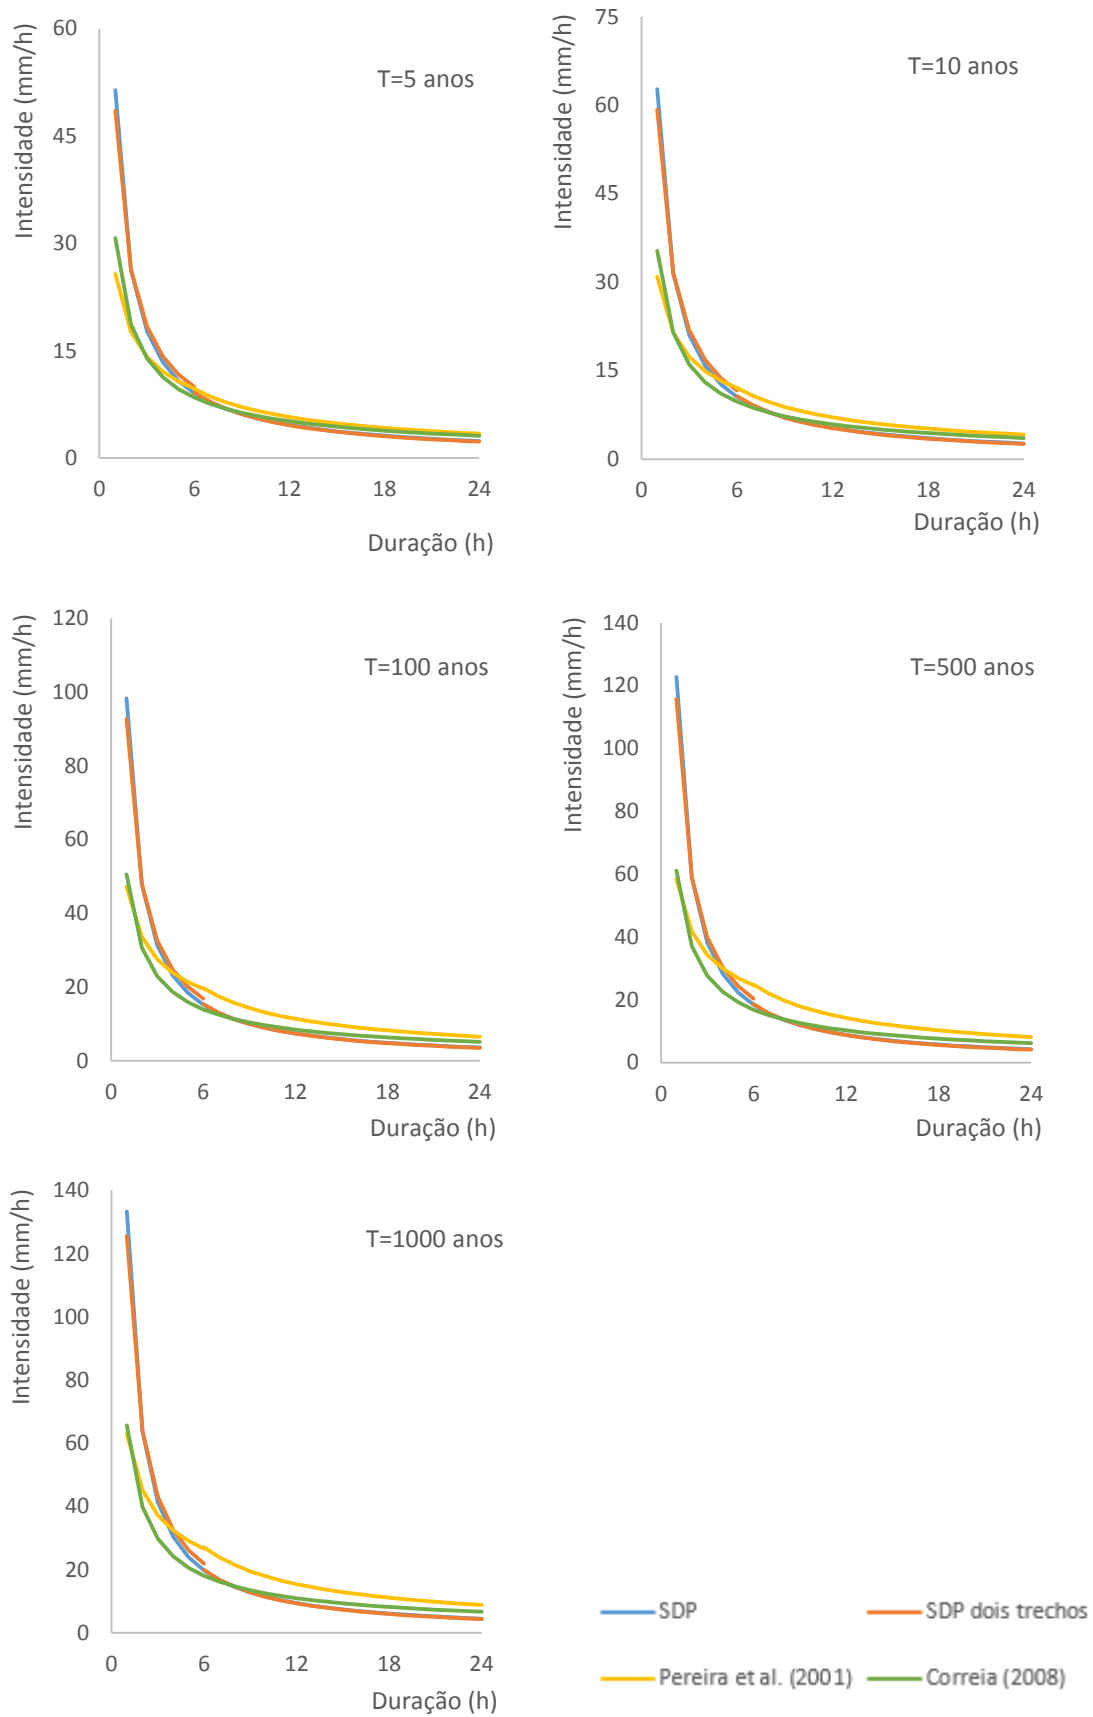 Intensidade (mm/h)
60
45
30
15
0
T=5 anos
0 6 12 18 24
Duração (h)
Intensidade (mm/h)
75
60
45
30
15
0
T=10 anos
0 6 12 18 24
Duração (h)
Intensidade (mm/h)
120
100
80
60
40
20
0
T=100 anos
0 6 12 18 24
Duração (h)
Intensidade (mm/h)
140
120
100
80
60
40
20
0
T=500 anos
0 6 12 18 24
Duração (h)
Intensidade (mm/h)
140
120
100
80
60
40
20
0
T=1000 anos
0 6 12 18 24
Duração (h)
SDP
SDP dois trechos
Pereira et al. (2001)
Correia (2008)